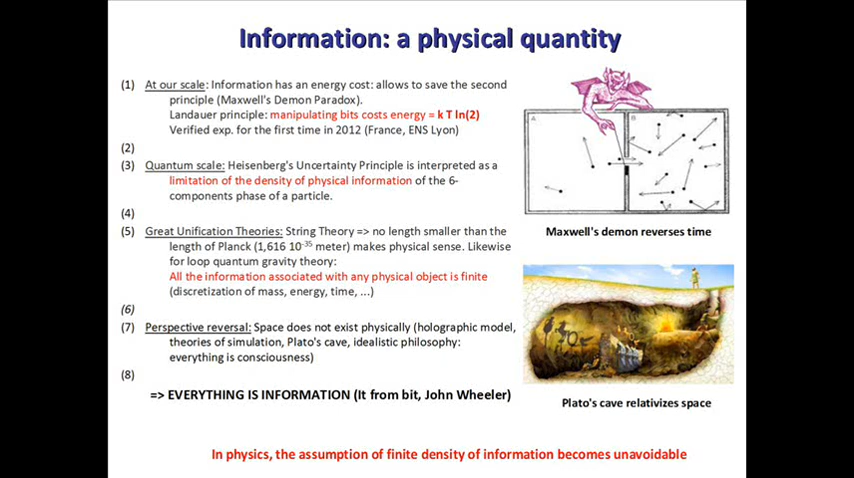 Information: a physical quantity
(1) At our scale: Information has an energy cost: allows to save the second
principle (Maxwell's Demon Paradox).
Landauer principle: manipulating bits costs energy = k T ln(2)
Verified exp. for the first time in 2012 (France, ENS Lyon)
(2)
(3) Quantum scale: Heisenberg's Uncertainty Principle is interpreted as a
limitation of the density of physical information of the 6-
components phase of a particle.
(4)
(5) Great Unification Theories: String Theory => no length smaller than the
length of Planck (1,616 10⁻³⁵ meter) makes physical sense. Likewise
for loop quantum gravity theory:
All the information associated with any physical object is finite
(discretization of mass, energy, time, ...)
(6)
(7) Perspective reversal: Space does not exist physically (holographic model,
theories of simulation, Plato's cave, idealistic philosophy:
everything is consciousness)
(8)
=> EVERYTHING IS INFORMATION (It from bit, John Wheeler)
A
B
Maxwell's demon reverses time
Plato's cave relativizes space
In physics, the assumption of finite density of information becomes unavoidable